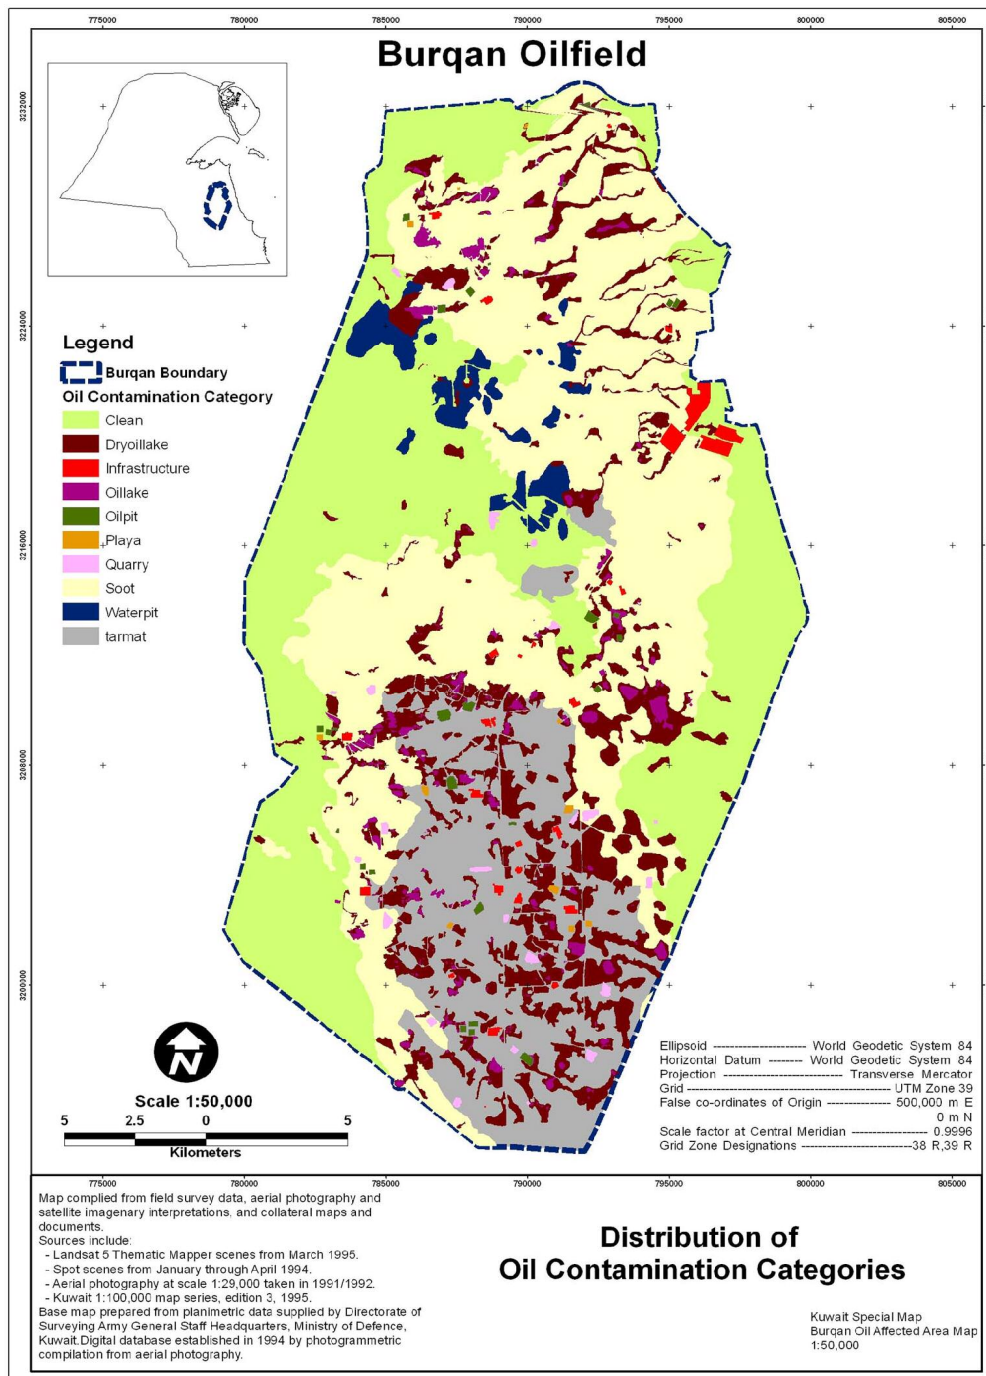 775000 780000 785000 790000 795000 800000 805000
Burqan Oilfield
3232000
3224000
3216000
3208000
3200000
Legend
Burqan Boundary
Oil Contamination Category
Clean
Dryoillake
Infrastructure
Oillake
Oilpit
Playa
Quarry
Soot
Waterpit
tarmat
N
Scale 1:50,000
5 2.5 0 5
Kilometers
Ellipsoid ---------------------- World Geodetic System 84
Horizontal Datum -------- World Geodetic System 84
Projection ---------------------------- Transverse Mercator
Grid ------------------------------------------------ UTM Zone 39
False co-ordinates of Origin --------------- 500,000 m E
0 m N
Scale factor at Central Meridian ------------------ 0.9996
Grid Zone Designations --------------------------38 R,39 R
775000 780000 785000 790000 795000 800000 805000
Map complied from field survey data, aerial photography and
satellite imagenary interpretations, and collateral maps and
documents.
Sources include:
- Landsat 5 Thematic Mapper scenes from March 1995.
- Spot scenes from January through April 1994.
- Aerial photography at scale 1:29,000 taken in 1991/1992.
- Kuwait 1:100,000 map series, edition 3, 1995.
Base map prepared from planimetric data supplied by Directorate of
Surveying Army General Staff Headquarters, Ministry of Defence,
Kuwait.Digital database established in 1994 by photogrammetric
compilation from aerial photography.
Distribution of
Oil Contamination Categories
Kuwait Special Map
Burqan Oil Affected Area Map
1:50,000